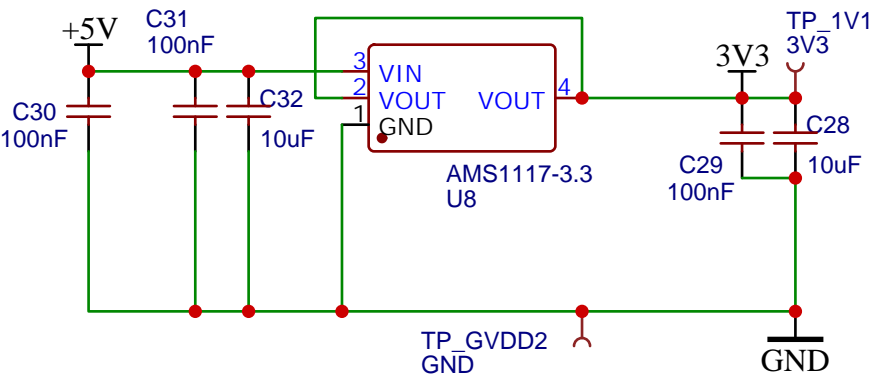 C31
100nF
+5V
C30
100nF
C32
10uF
3
VIN
2
VOUT
1
GND
VOUT
4
AMS1117-3.3
U8
3V3
TP_1V1
3V3
C29
100nF
C28
10uF
TP_GVDD2
GND
GND